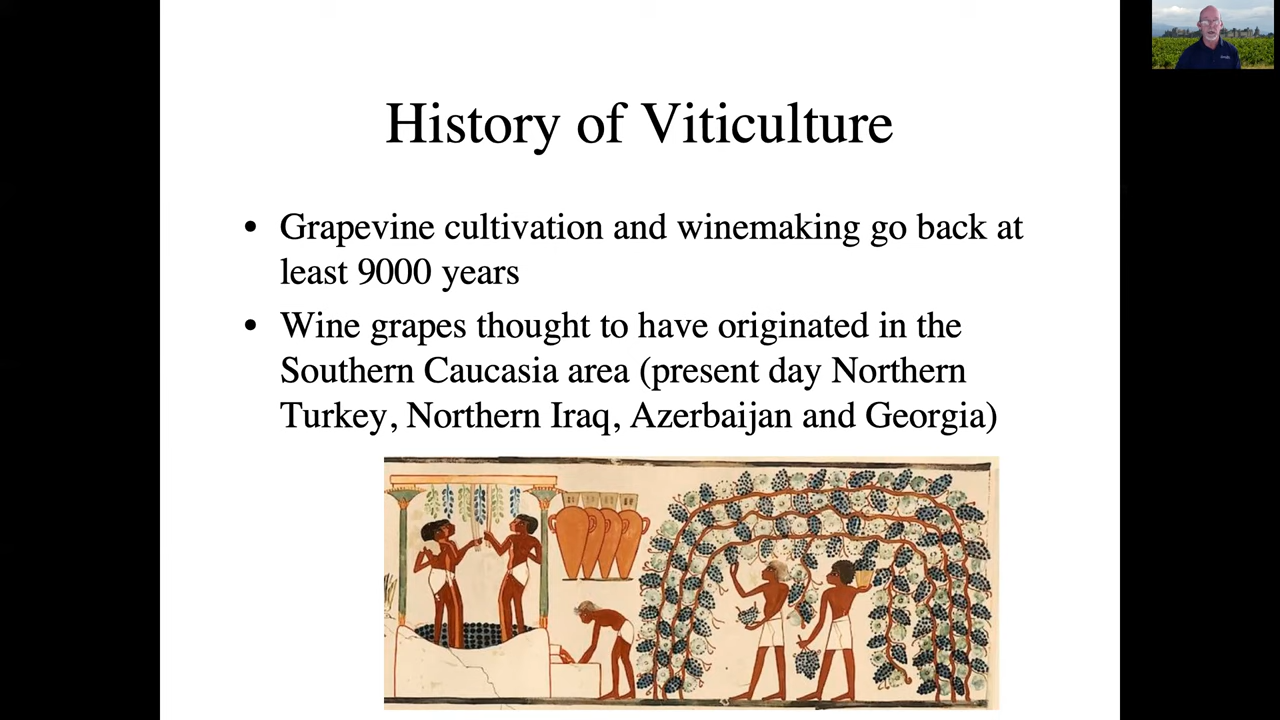 History of Viticulture
• Grapevine cultivation and winemaking go back at
least 9000 years
• Wine grapes thought to have originated in the
Southern Caucasia area (present day Northern
Turkey, Northern Iraq, Azerbaijan and Georgia)